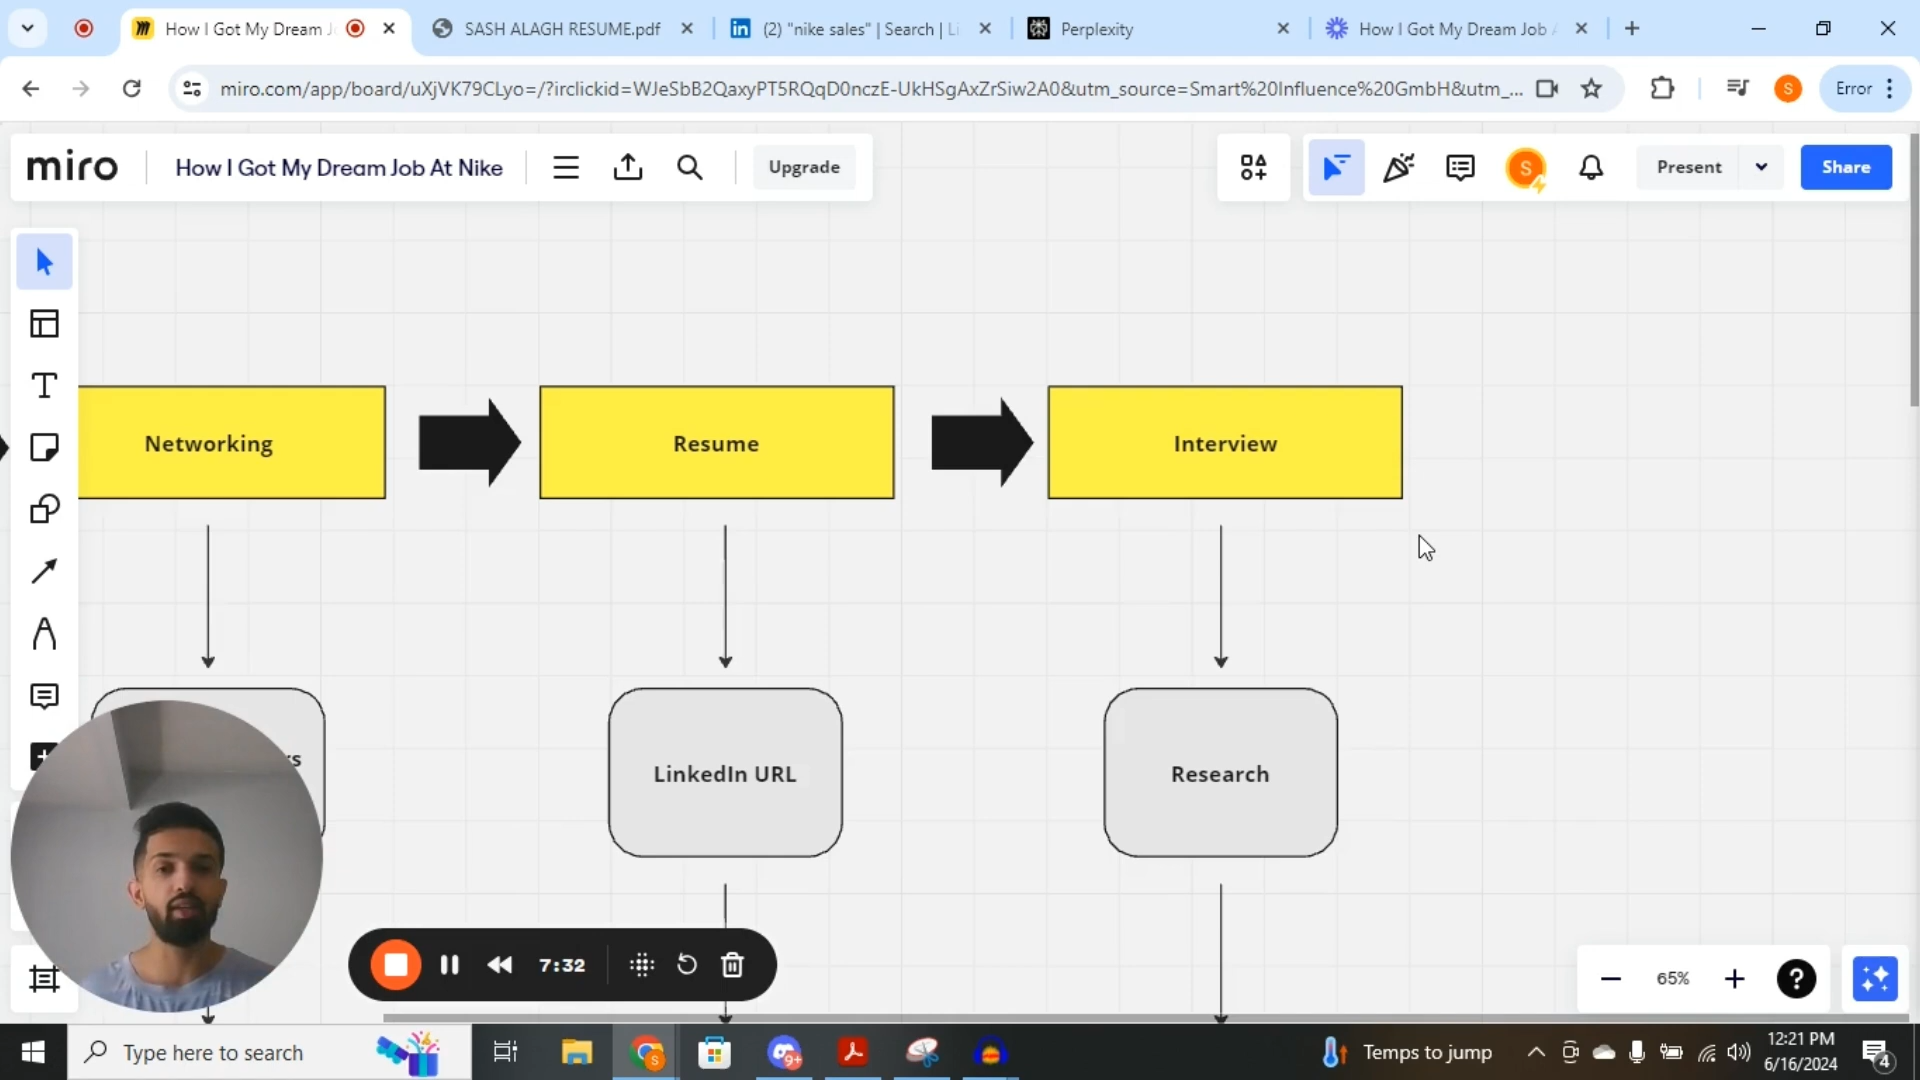 How I Got My Dream J
SASH ALAGH RESUME.pdf
(2) "nike sales" | Search | Li
Perplexity
How I Got My Dream Job A
miro.com/app/board/uXjVK79CLyo=/?irclickid=WJeSbB2QaxyPT5RQqD0nczE-UkHSgAxZrSiw2A0&utm_source=Smart%20Influence%20GmbH&utm_...
S
Error
miro
How I Got My Dream Job At Nike
Upgrade
S
Present
Share
Networking
Resume
Interview
LinkedIn URL
Research
7:32
65%
Type here to search
9+
Temps to jump
12:21 PM
6/16/2024
4